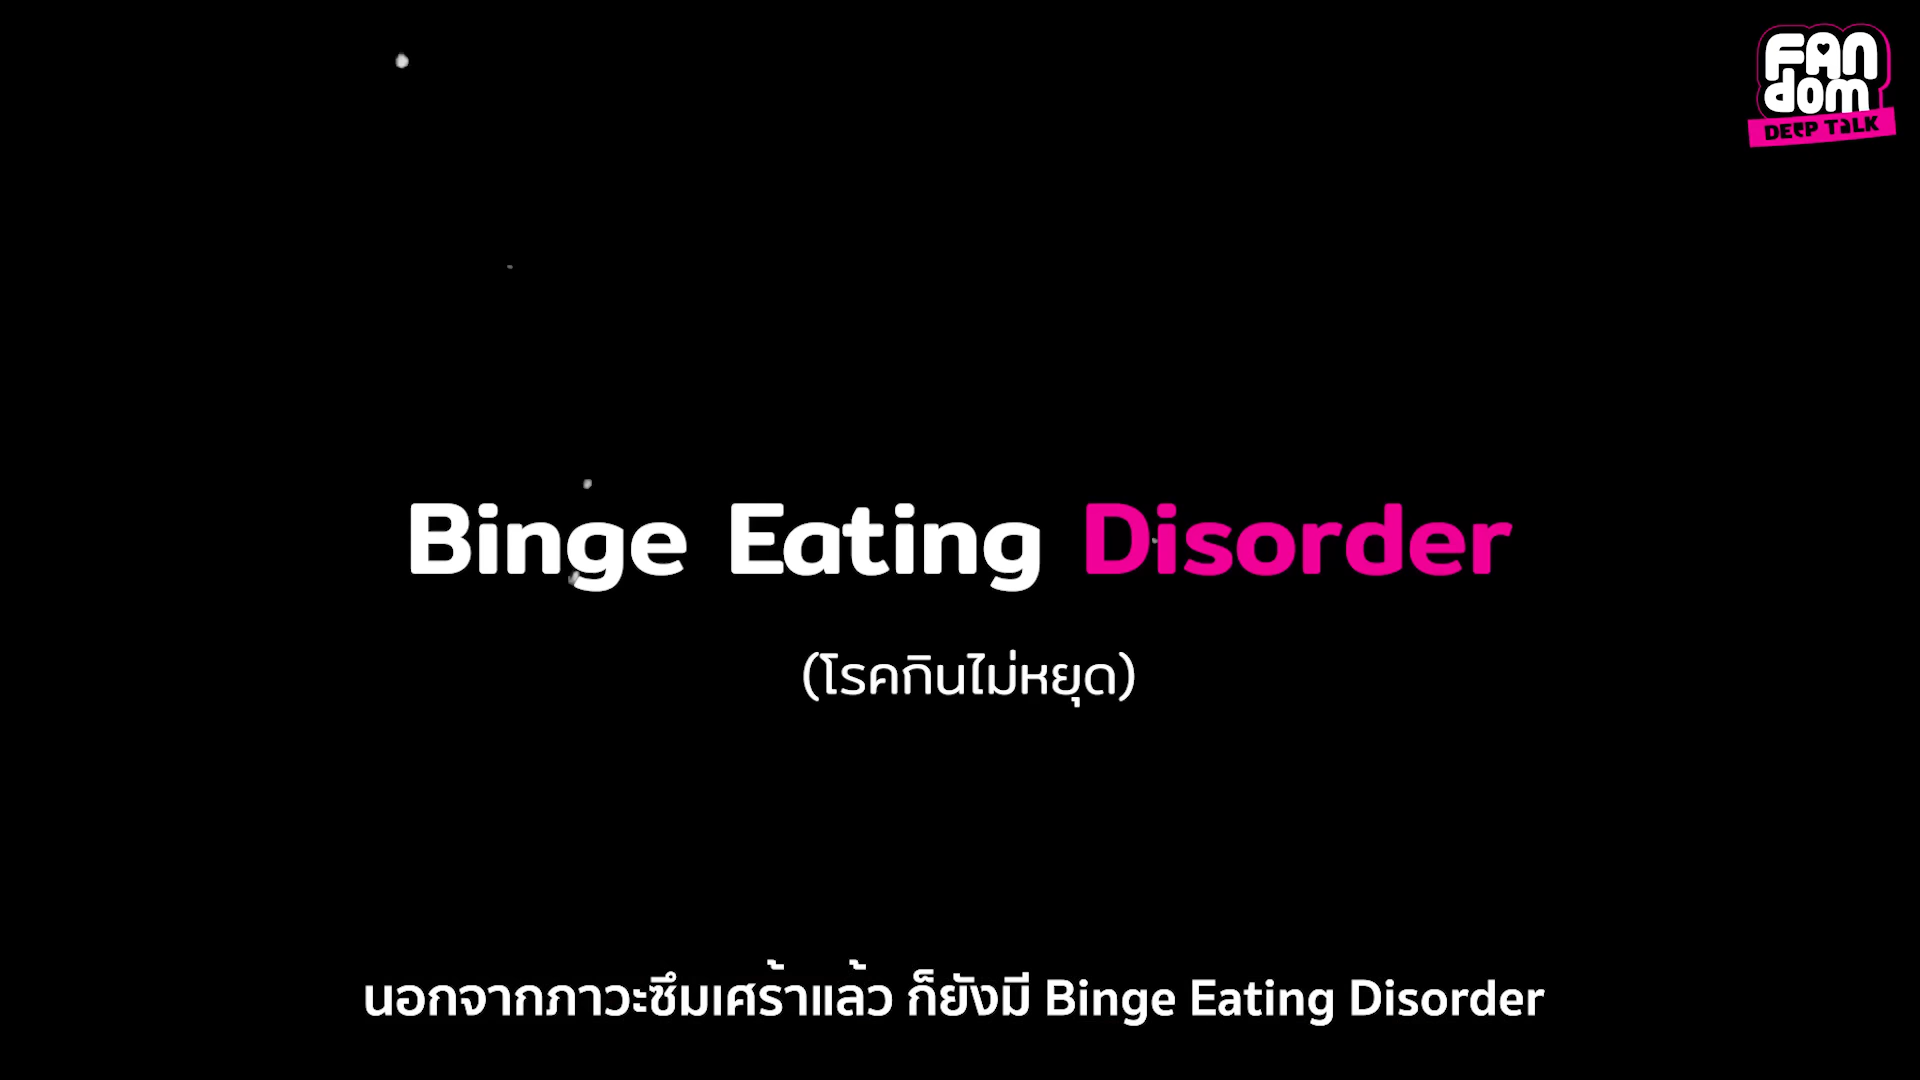 FAN
dom
DEEP TALK
Binge Eating Disorder
(โรคกินไม่หยุด)
นอกจากภาวะซึมเศร้าแล้ว ก็ยังมี Binge Eating Disorder